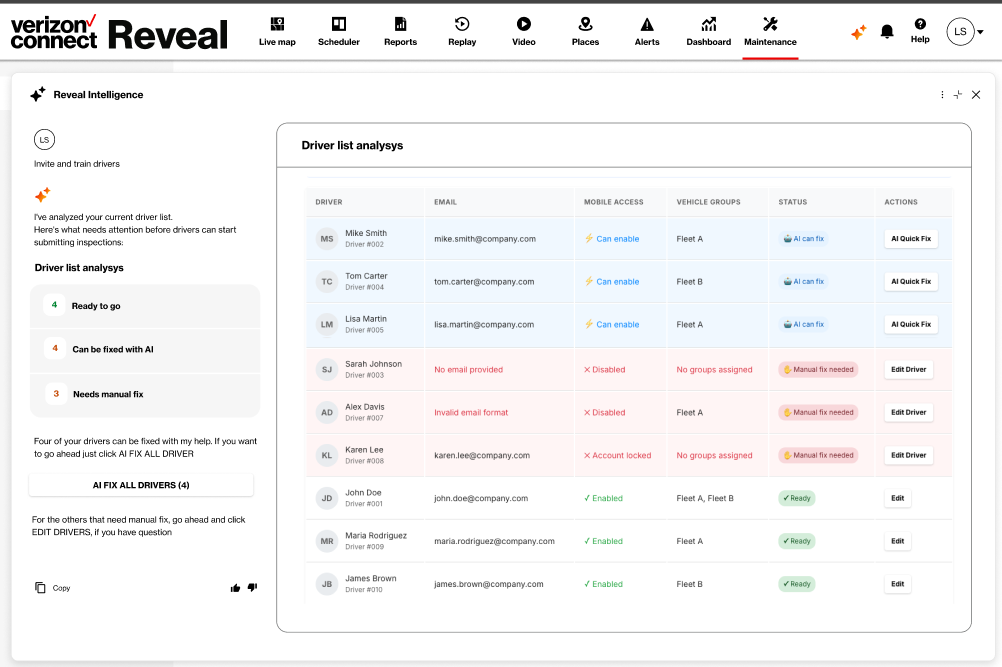 verizon
connect Reveal
Live map Scheduler Reports Replay Video Places Alerts Dashboard Maintenance Help LS
Reveal Intelligence
LS
Invite and train drivers
I've analyzed your current driver list.
Here's what needs attention before drivers can start
submitting inspections:
Driver list analysys
4 Ready to go
4 Can be fixed with AI
3 Needs manual fix
Four of your drivers can be fixed with my help. If you want
to go ahead just click AI FIX ALL DRIVER
AI FIX ALL DRIVERS (4)
For the others that need manual fix, go ahead and click
EDIT DRIVERS, if you have question
Copy
Driver list analysys
DRIVER EMAIL MOBILE ACCESS VEHICLE GROUPS STATUS ACTIONS
MS Mike Smith mike.smith@company.com ⚡ Can enable Fleet A AI can fix AI Quick Fix
Driver #002
TC Tom Carter tom.carter@company.com ⚡ Can enable Fleet B AI can fix AI Quick Fix
Driver #004
LM Lisa Martin lisa.martin@company.com ⚡ Can enable Fleet A AI can fix AI Quick Fix
Driver #005
SJ Sarah Johnson No email provided ✕ Disabled No groups assigned Manual fix needed Edit Driver
Driver #003
AD Alex Davis Invalid email format ✕ Disabled Fleet A Manual fix needed Edit Driver
Driver #007
KL Karen Lee karen.lee@company.com ✕ Account locked No groups assigned Manual fix needed Edit Driver
Driver #008
JD John Doe john.doe@company.com ✓ Enabled Fleet A, Fleet B ✓ Ready Edit
Driver #001
MR Maria Rodriguez maria.rodriguez@company.com ✓ Enabled Fleet A ✓ Ready Edit
Driver #009
JB James Brown james.brown@company.com ✓ Enabled Fleet B ✓ Ready Edit
Driver #010